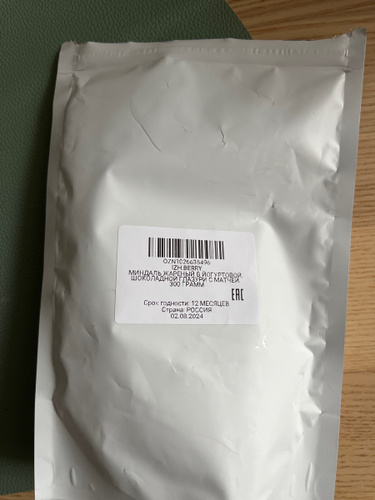 OZN1026635496
IZH.BERRY
МИНДАЛЬ ЖАРЕНЫЙ В ЙОГУРТОВОЙ
ШОКОЛАДНОЙ ГЛАЗУРИ С МАТЧЕЙ
300 ГРАММ
EAC
Срок годности: 12 МЕСЯЦЕВ
Страна: РОССИЯ
02.08.2024